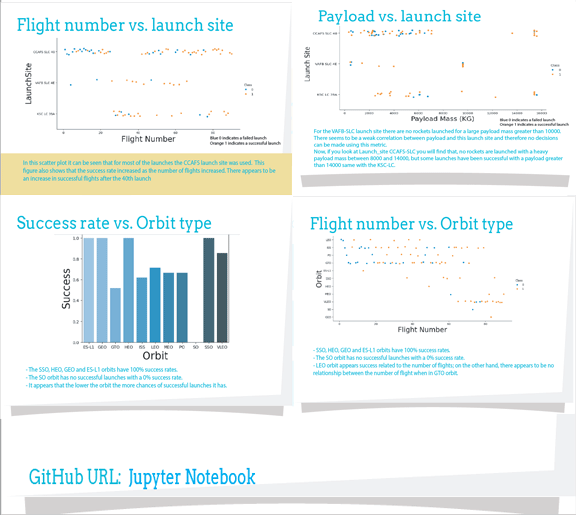 Flight number vs. launch site
CCAFS SLC 40
VAFB SLC 4E
KSC LC 39A
LaunchSite
0
20
40
60
Flight Number
Class
0
1
Blue 0 indicates a failed launch
Orange 1 indicates a successful launch
In this scatter plot it can be seen that for most of the launches the CCAFS launch site was used. This
figure also shows that the success rate increased as the number of flights increased. There appears to be
an increase in successful flights after the 40th launch
Payload vs. launch site
CCAFS SLC 40
VAFB SLC 4E
KSC LC 39A
Launch Site
0
2000
4000
6000
8000
10000
12000
14000
Payload Mass (KG)
Class
0
1
Blue 0 indicates a failed launch
Orange 1 indicates a successful launch
For the VAFB-SLC launch site there are no rockets launched for a large payload mass greater than 10000.
There seems to be a weak correlation between payload and this launch site and therefore no decisions
can be made using this metric.
Now, if you look at Launch_site CCAFS-SLC you will find that, no rockets are launched with a heavy
payload mass between 8000 and 14000, but some launches have been successful with a payload greater
than 14000 same with the KSC-LC.
Success rate vs. Orbit type
1.0
0.8
0.6
0.4
0.2
0.0
Success
ES-L1 GEO GTO HEO ISS LEO MEO PO SO SSO VLEO
Orbit
- The SSO, HEO, GEO and ES-L1 orbits have 100% success rates.
- The SO orbit has no successful launches with a 0% success rate.
- It appears that the lower the orbit the more chances of successful launches it has.
Flight number vs. Orbit type
Orbit
Flight Number
Class
- SSO, HEO, GEO and ES-L1 orbits have 100% success rates.
- The SO orbit has no successful launches with a 0% success rate.
- LEO orbit appears success related to the number of flights; on the other hand, there appears to be no
relationship between the number of flight when in GTO orbit.
GitHub URL: Jupyter Notebook